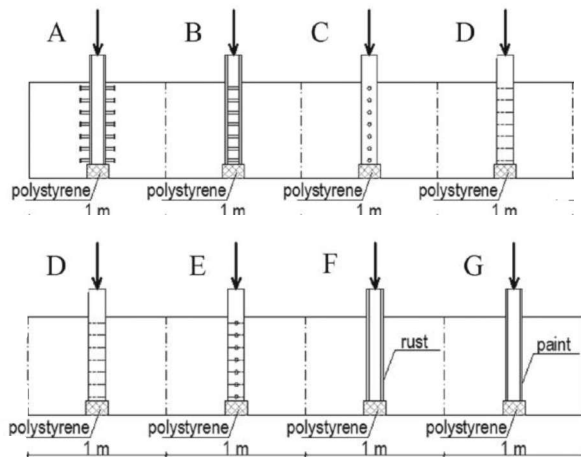 A B C D
polystyrene polystyrene polystyrene polystyrene
1 m 1 m 1 m 1 m
D E F G
rust paint
polystyrene polystyrene polystyrene polystyrene
1 m 1 m 1 m 1 m